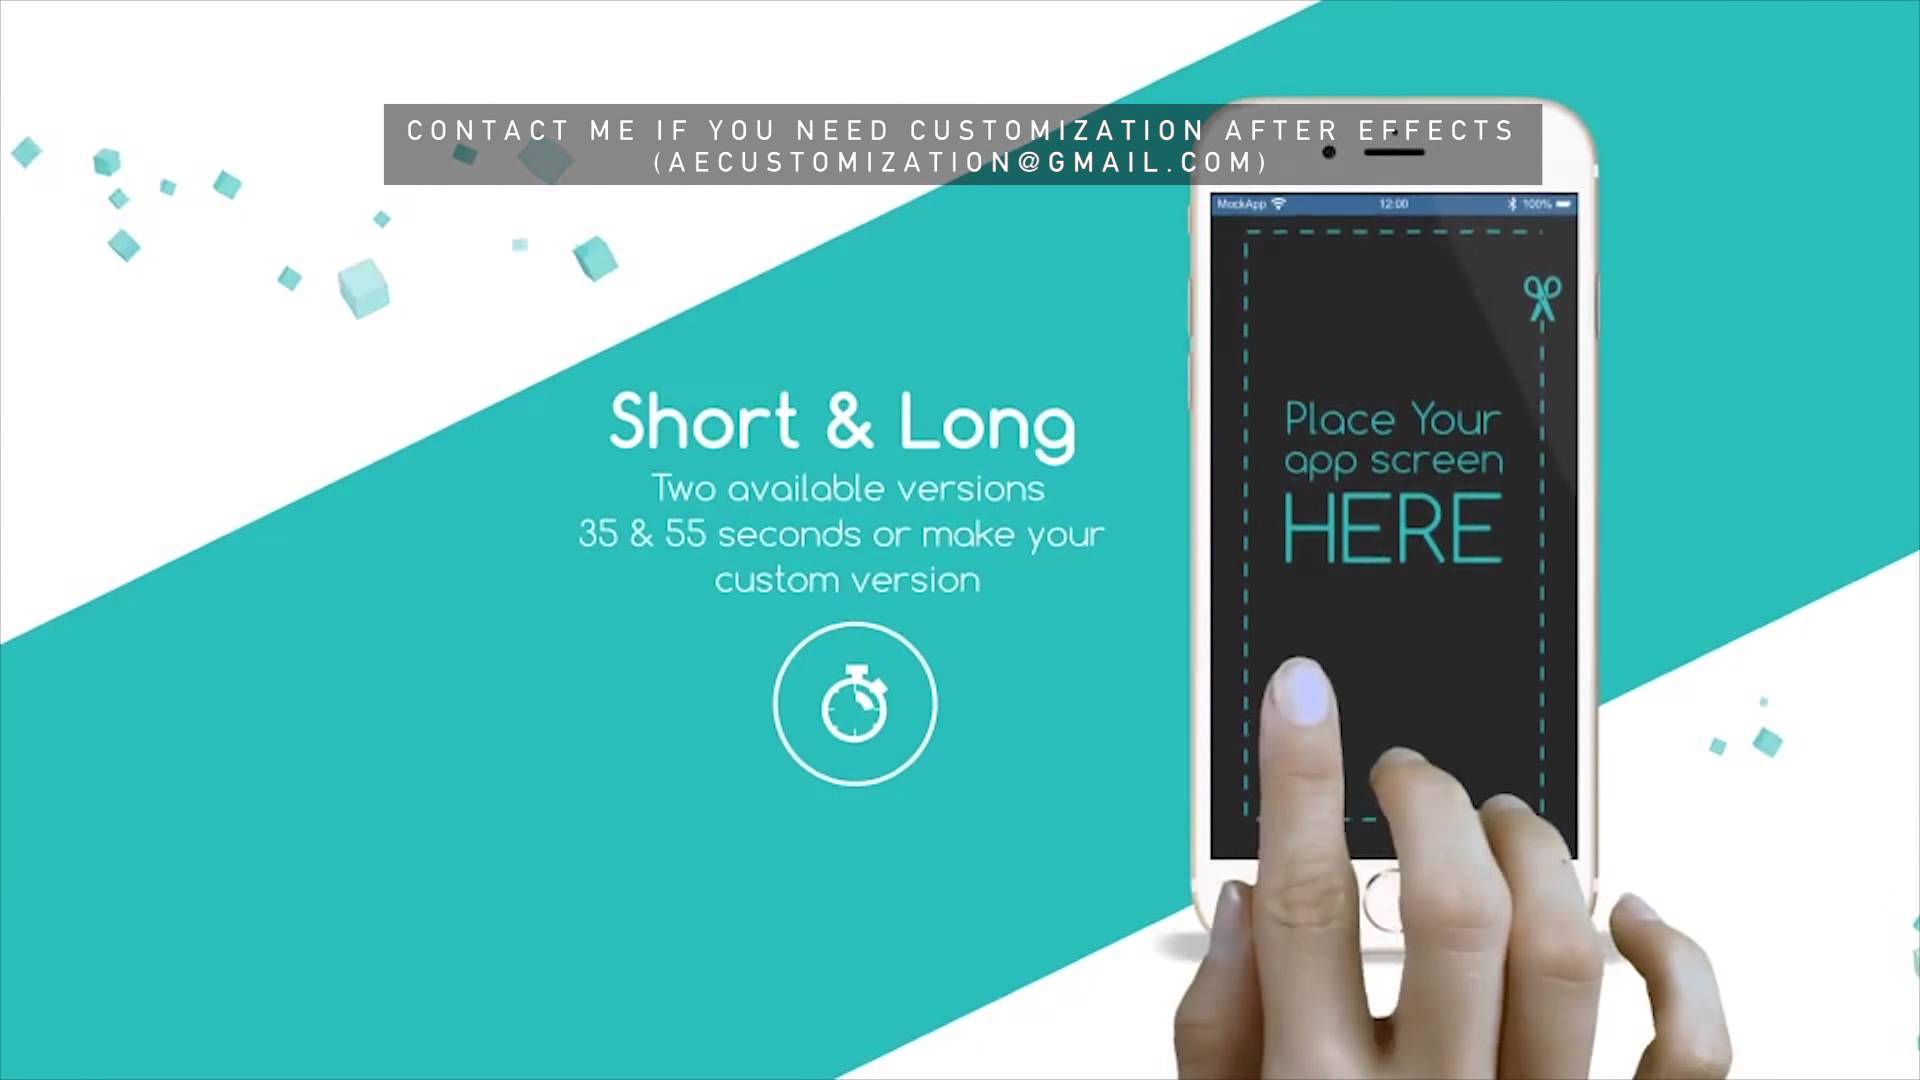 CONTACT ME IF YOU NEED CUSTOMIZATION AFTER EFFECTS
(AECUSTOMIZATION@GMAIL.COM)
MockApp 12:00 100%
Short & Long
Two available versions
35 & 55 seconds or make your
custom version
Place Your
app screen
HERE